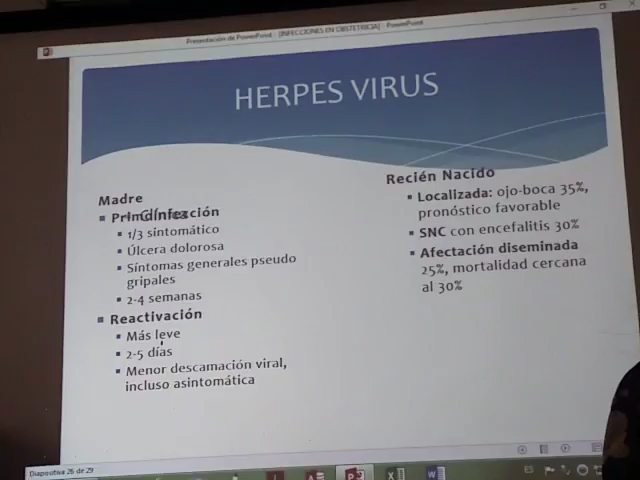 Presentación de PowerPoint - [INFECCIONES EN OBSTETRICIA] - PowerPoint
HERPES VIRUS
Madre
Primoinfección
1/3 sintomático
Úlcera dolorosa
Síntomas generales pseudo
gripales
2-4 semanas
Reactivación
Más leve
2-5 días
Menor descamación viral,
incluso asintomática
Recién Nacido
Localizada: ojo-boca 35%,
pronóstico favorable
SNC con encefalitis 30%
Afectación diseminada
25%, mortalidad cercana
al 30%
Diapositiva 26 de 29
ES